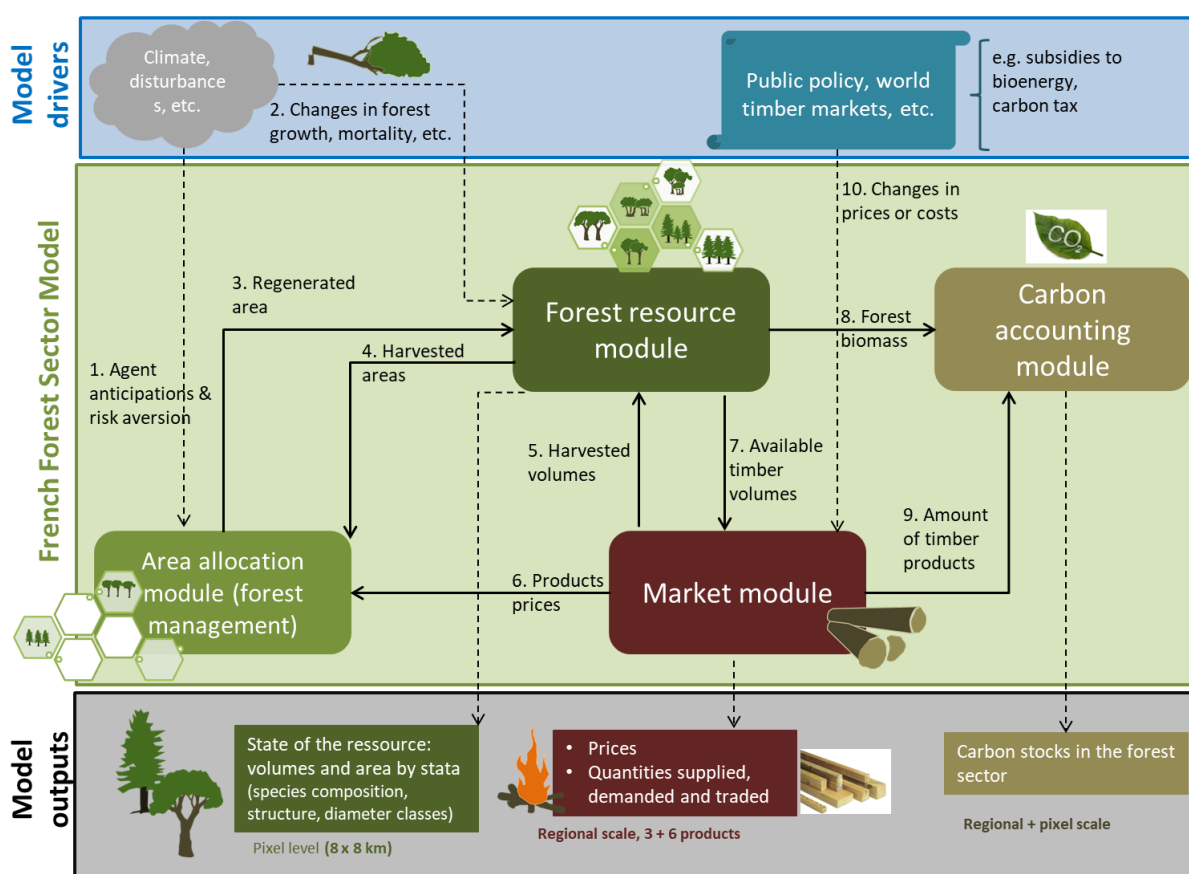 Model
drivers
Climate,
disturbance
s, etc.
2. Changes in forest
growth, mortality, etc.
Public policy, world
timber markets, etc.
e.g. subsidies to
bioenergy,
carbon tax
French Forest Sector Model
10. Changes in
prices or costs
CO2
3. Regenerated
area
Forest resource
module
Carbon
accounting
module
8. Forest
biomass
4. Harvested
areas
1. Agent
anticipations &
risk aversion
5. Harvested
volumes
7. Available
timber
volumes
9. Amount
of timber
products
Area allocation
module (forest
management)
6. Products
prices
Market module
Model
outputs
State of the ressource:
volumes and area by stata
(species composition,
structure, diameter classes)
Pixel level (8 x 8 km)
• Prices
• Quantities supplied,
demanded and traded
Regional scale, 3 + 6 products
Carbon stocks in the forest
sector
Regional + pixel scale